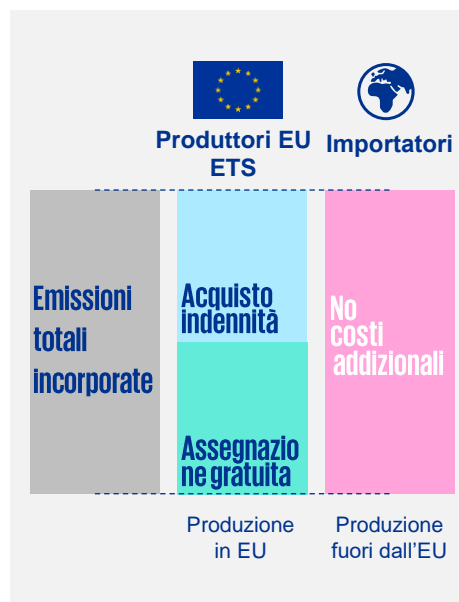 Produttori EU
ETS
Importatori
Emissioni
totali
incorporate
Acquisto
indennità
Assegnazio
ne gratuita
No
costi
addizionali
Produzione
in EU
Produzione
fuori dall'EU